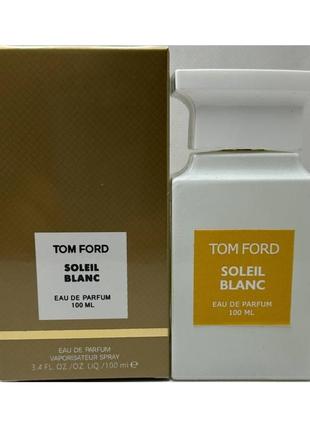 TOM FORD
SOLEIL
BLANC
EAU DE PARFUM
100 ML
EAU DE PARFUM
VAPORISATEUR SPRAY
3.4 FL. OZ./OZ. LIQ./100 ml ℮
TOM FORD
SOLEIL
BLANC
EAU DE PARFUM
100 ML